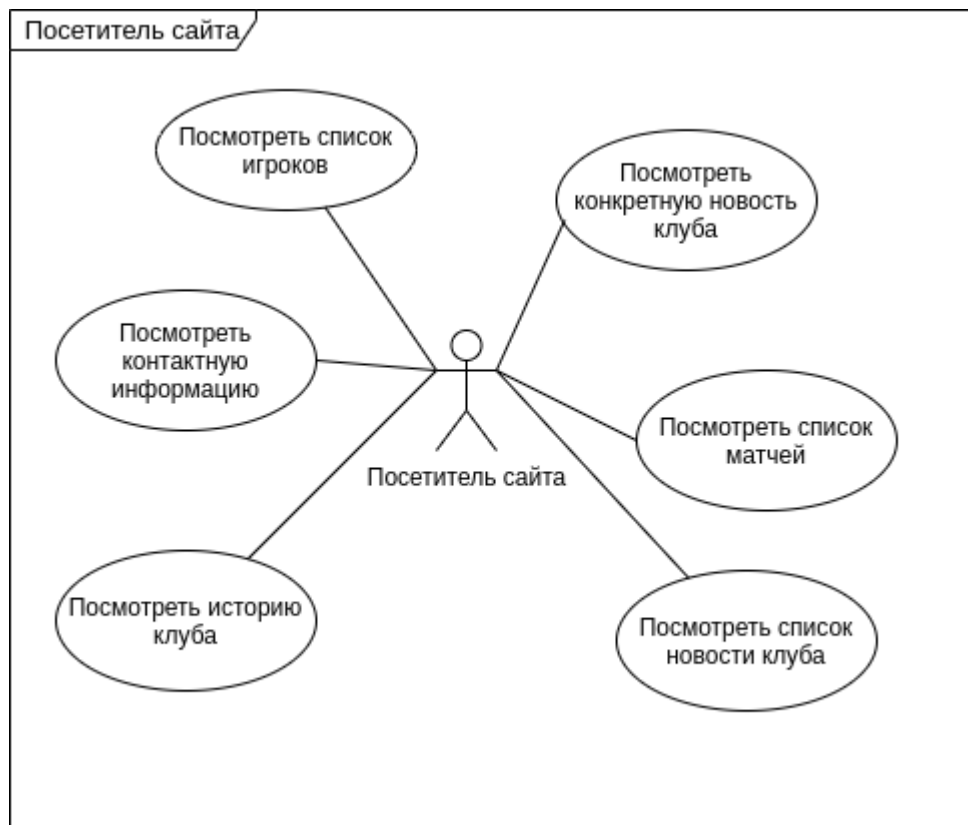 Посетитель сайта
Посмотреть список
игроков
Посмотреть
конкретную новость
клуба
Посмотреть
контактную
информацию
Посмотреть список
матчей
Посетитель сайта
Посмотреть историю
клуба
Посмотреть список
новости клуба